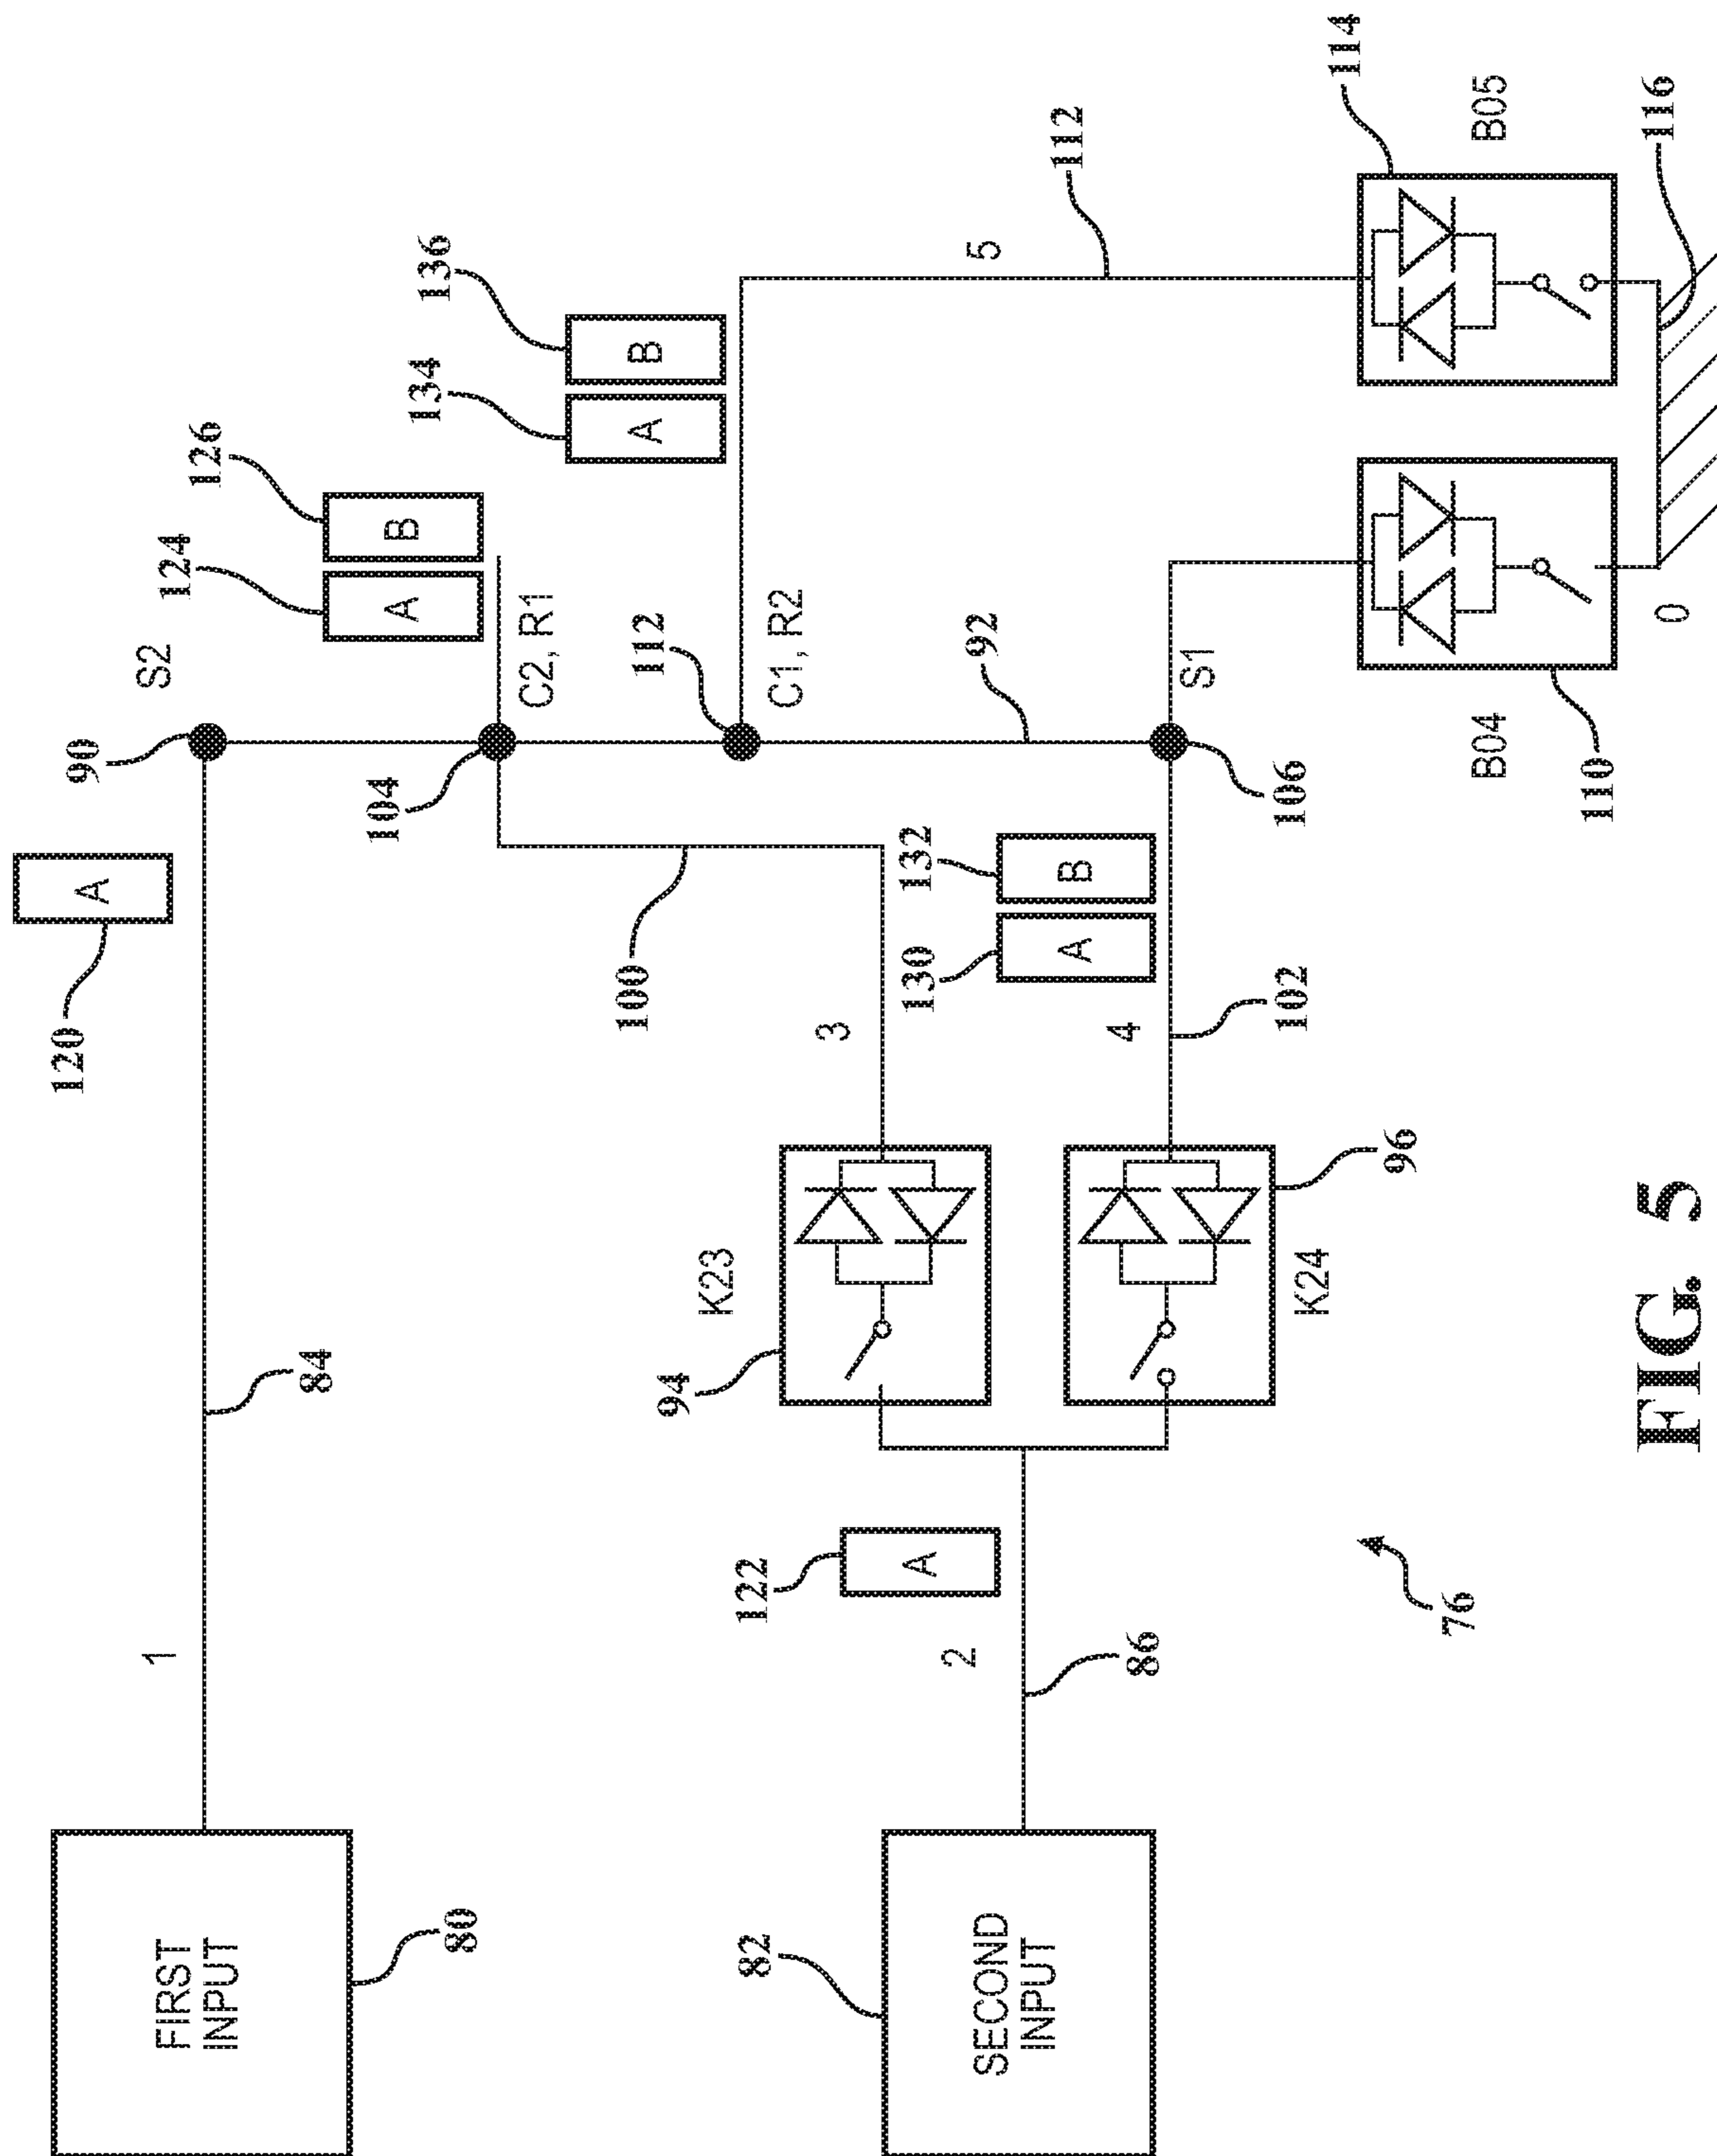 FIRST
INPUT
80
SECOND
INPUT
82
1
84
2
86
122
A
76
94
K23
K24
96
3
4
100
102
120
A
130
A
132
B
90
S2
104
C2, R1
112
C1, R2
92
106
S1
124
A
126
B
134
A
136
B
5
112
B04
110
0
114
B05
116
FIG. 5